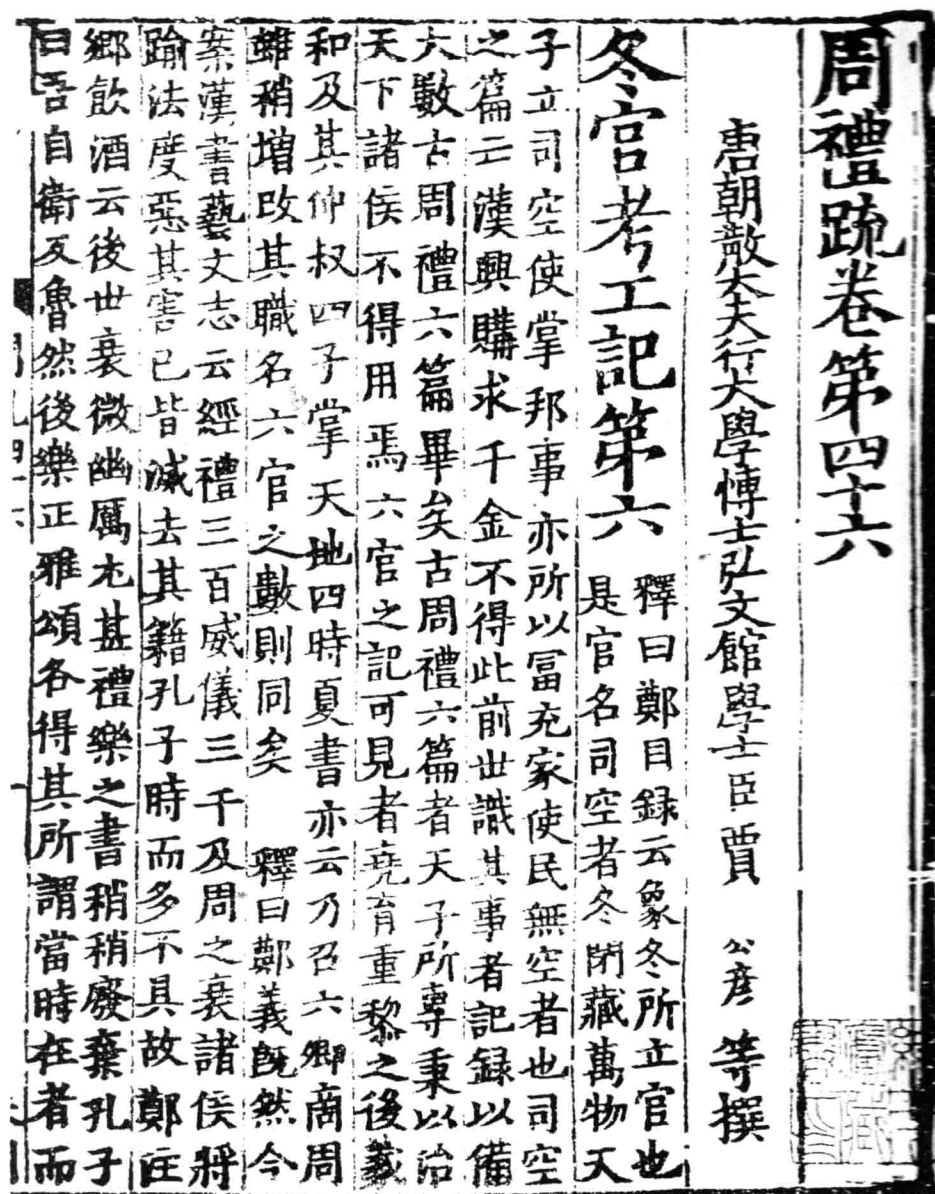 周禮疏卷第四十六
唐朝散大夫行大學博士弘文館學士臣賈公彦等撰
冬官考工記第六
釋曰鄭目録云象冬所立官也
是官名司空者冬閉藏萬物天
子立司空使掌邦事亦所以冨充家使民無空者也司空
之篇亡漢興購求千金不得此前世識其事者記録以備
大數古周禮六篇畢矣古周禮六篇者天子所專秉以治
天下諸侯不得用焉六官之記可見者堯育重黎之後羲
和及其仲叔四子掌天地四時夏書亦云乃召六卿商周
雖稍増改其職名六官之數則同矣 釋曰鄭義旣然今
案漢書藝文志云經禮三百威儀三千及周之衰諸侯將
踰法度惡其害已皆滅去其籍孔子時而多不具故鄭注
鄉飲酒云後世衰微幽厲尤甚禮樂之書稍稍廢棄孔子
曰吾自衛反魯然後樂正雅頌各得其所謂當時在者而